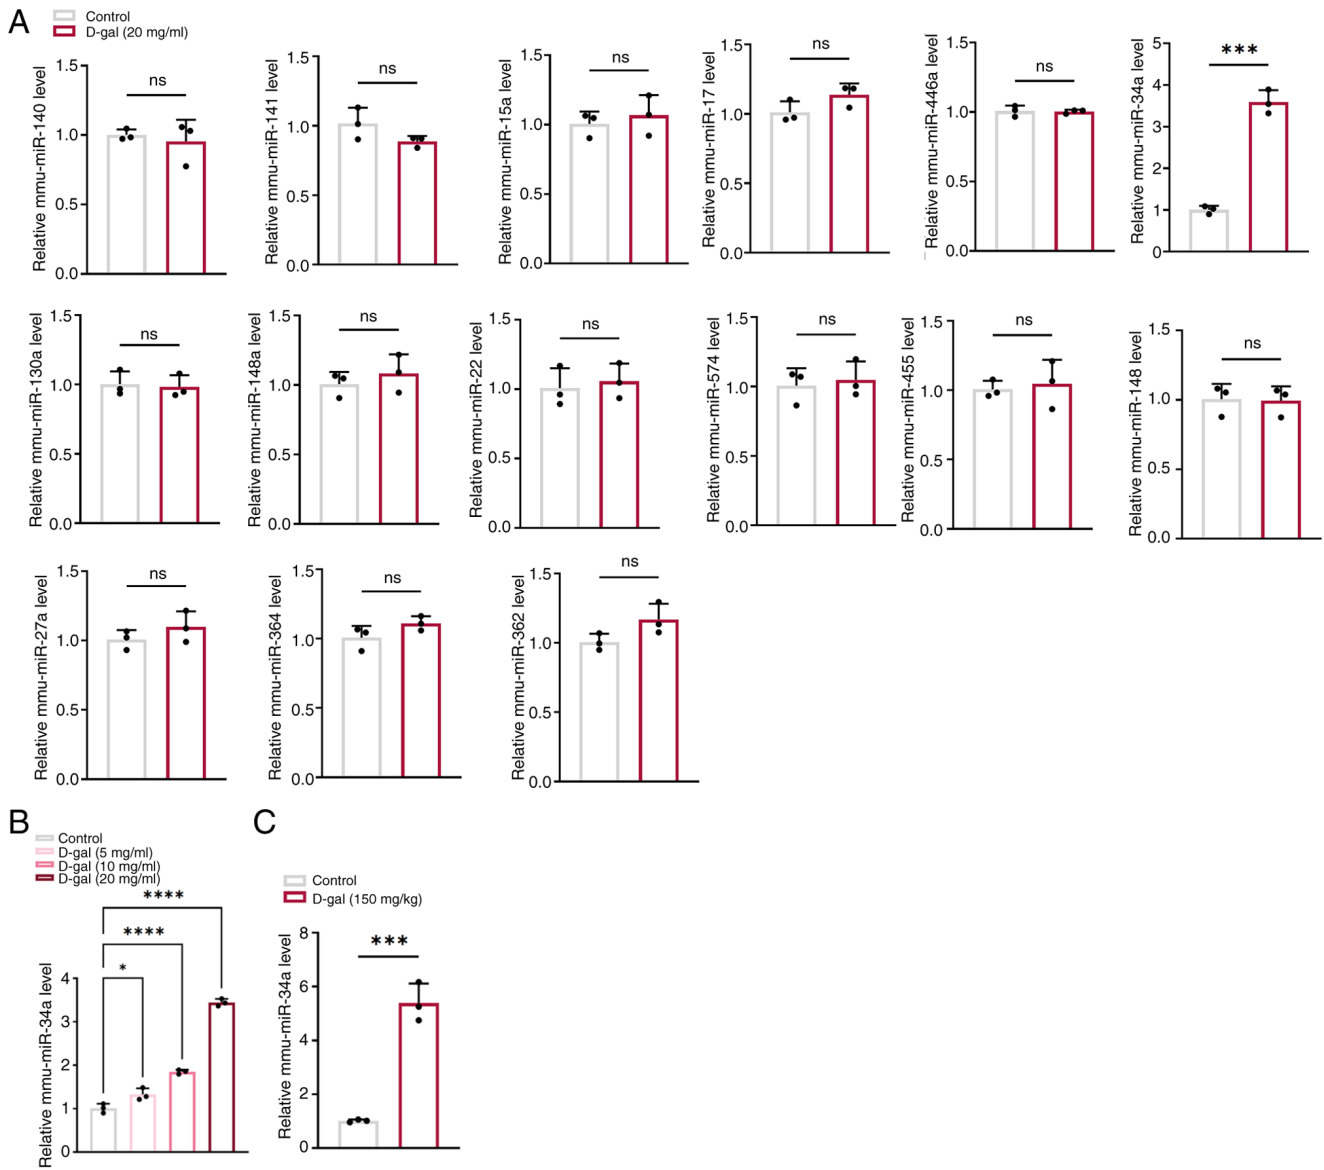 A
Control
D-gal (20 mg/ml)
Relative mmu-miR-140 level
1.5
1.0
0.5
0.0
ns
Relative mmu-miR-141 level
1.5
1.0
0.5
0.0
ns
Relative mmu-miR-15a level
1.5
1.0
0.5
0.0
ns
Relative mmu-miR-17 level
1.5
1.0
0.5
0.0
ns
Relative mmu-miR-446a level
1.5
1.0
0.5
0.0
ns
Relative mmu-miR-34a level
5
4
3
2
1
0
***
Relative mmu-miR-130a level
1.5
1.0
0.5
0.0
ns
Relative mmu-miR-148a level
1.5
1.0
0.5
0.0
ns
Relative mmu-miR-22 level
1.5
1.0
0.5
0.0
ns
Relative mmu-miR-574 level
1.5
1.0
0.5
0.0
ns
Relative mmu-miR-455 level
1.5
1.0
0.5
0.0
ns
Relative mmu-miR-148 level
1.5
1.0
0.5
0.0
ns
Relative mmu-miR-27a level
1.5
1.0
0.5
0.0
ns
Relative mmu-miR-364 level
1.5
1.0
0.5
0.0
ns
Relative mmu-miR-362 level
1.5
1.0
0.5
0.0
ns
B
Control
D-gal (5 mg/ml)
D-gal (10 mg/ml)
D-gal (20 mg/ml)
****
****
*
Relative mmu-miR-34a level
4
3
2
1
0
C
Control
D-gal (150 mg/kg)
***
Relative mmu-miR-34a level
8
6
4
2
0